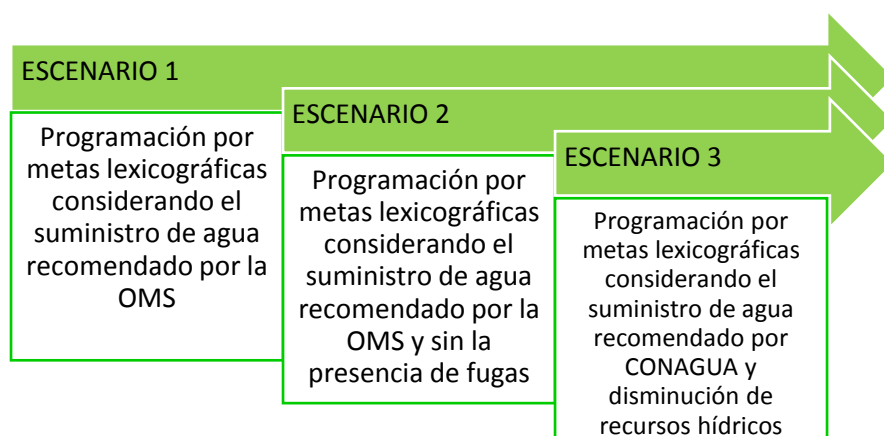 ESCENARIO 1
Programación por
metas lexicográficas
considerando el
suministro de agua
recomendado por la
OMS
ESCENARIO 2
Programación por
metas lexicográficas
considerando el
suministro de agua
recomendado por la
OMS y sin la
presencia de fugas
ESCENARIO 3
Programación por
metas lexicográficas
considerando el
suministro de agua
recomendado por
CONAGUA y
disminución de
recursos hídricos